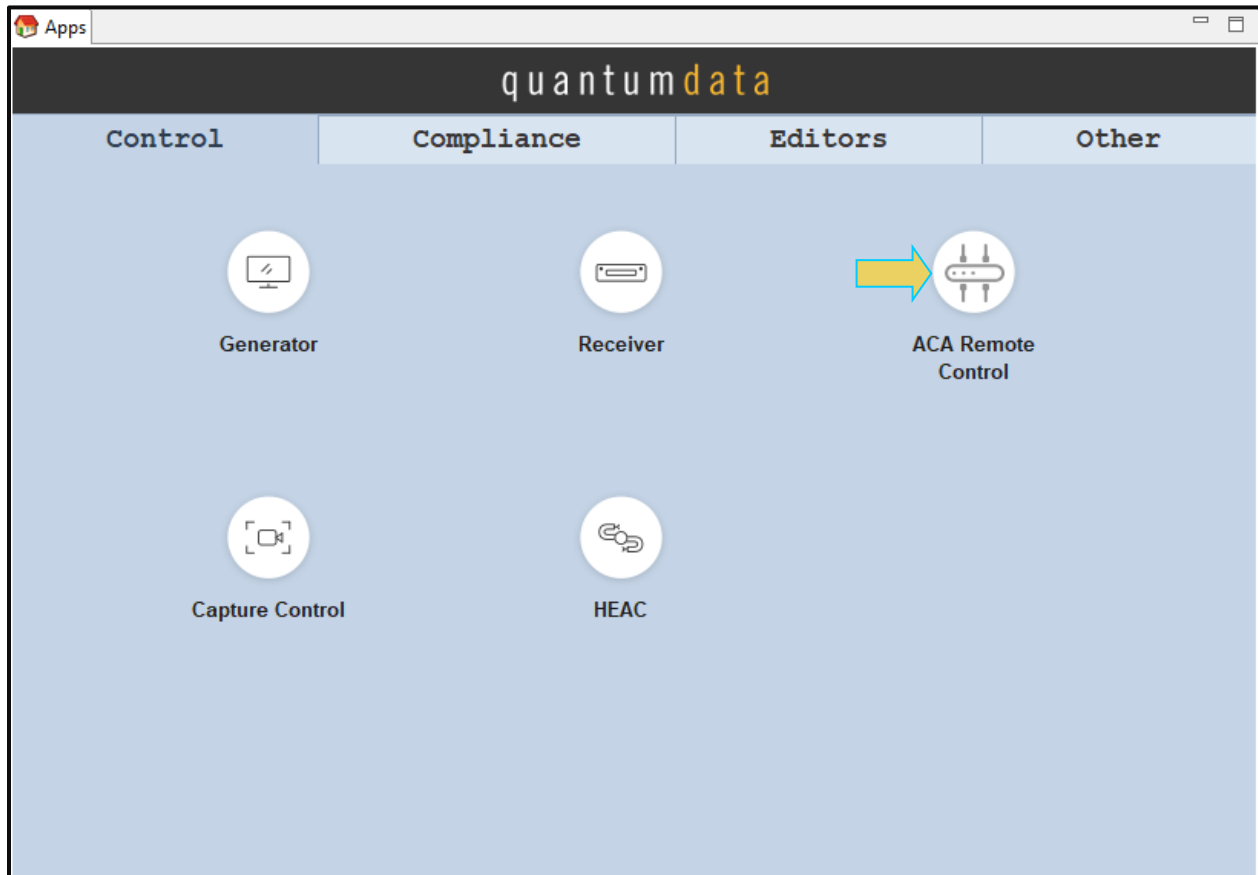 Apps
quantumdata
Control Compliance Editors Other
Generator Receiver ACA Remote
Control
Capture Control HEAC